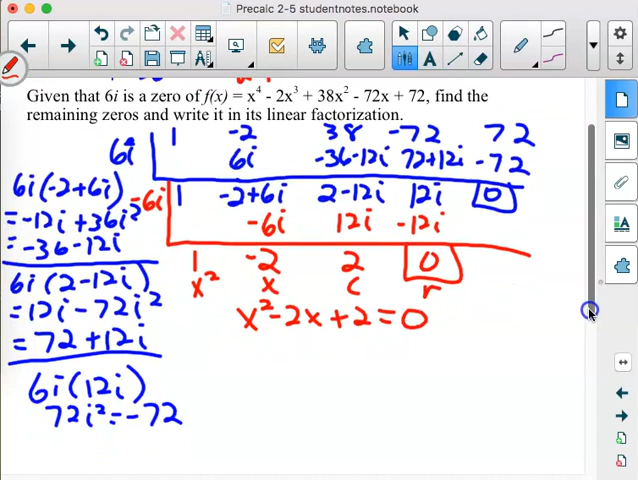 Precalc 2-5 studentnotes.notebook
Given that 6i is a zero of f(x) = x⁴ - 2x³ + 38x² - 72x + 72, find the
remaining zeros and write it in its linear factorization.
6i 1 -2 38 -72 72
6i -36-12i 72+12i -72
-6i 1 -2+6i 2-12i 12i 0
-6i 12i -12i
1 -2 2 0
x² x c r
x²-2x+2=0
6i(-2+6i)
=-12i+36i²
=-36-12i
6i(2-12i)
=12i-72i²
=72+12i
6i(12i)
72i²=-72